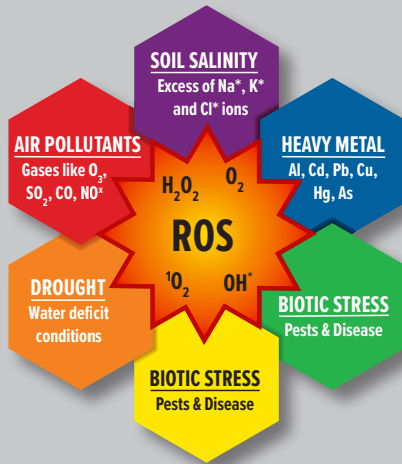 SOIL SALINITY
Excess of Na*, K*
and Cl* ions
AIR POLLUTANTS
Gases like O₃,
SO₂, CO, NOˣ
HEAVY METAL
Al, Cd, Pb, Cu,
Hg, As
H₂O₂
O₂
ROS
¹O₂
OH*
DROUGHT
Water deficit
conditions
BIOTIC STRESS
Pests & Disease
BIOTIC STRESS
Pests & Disease